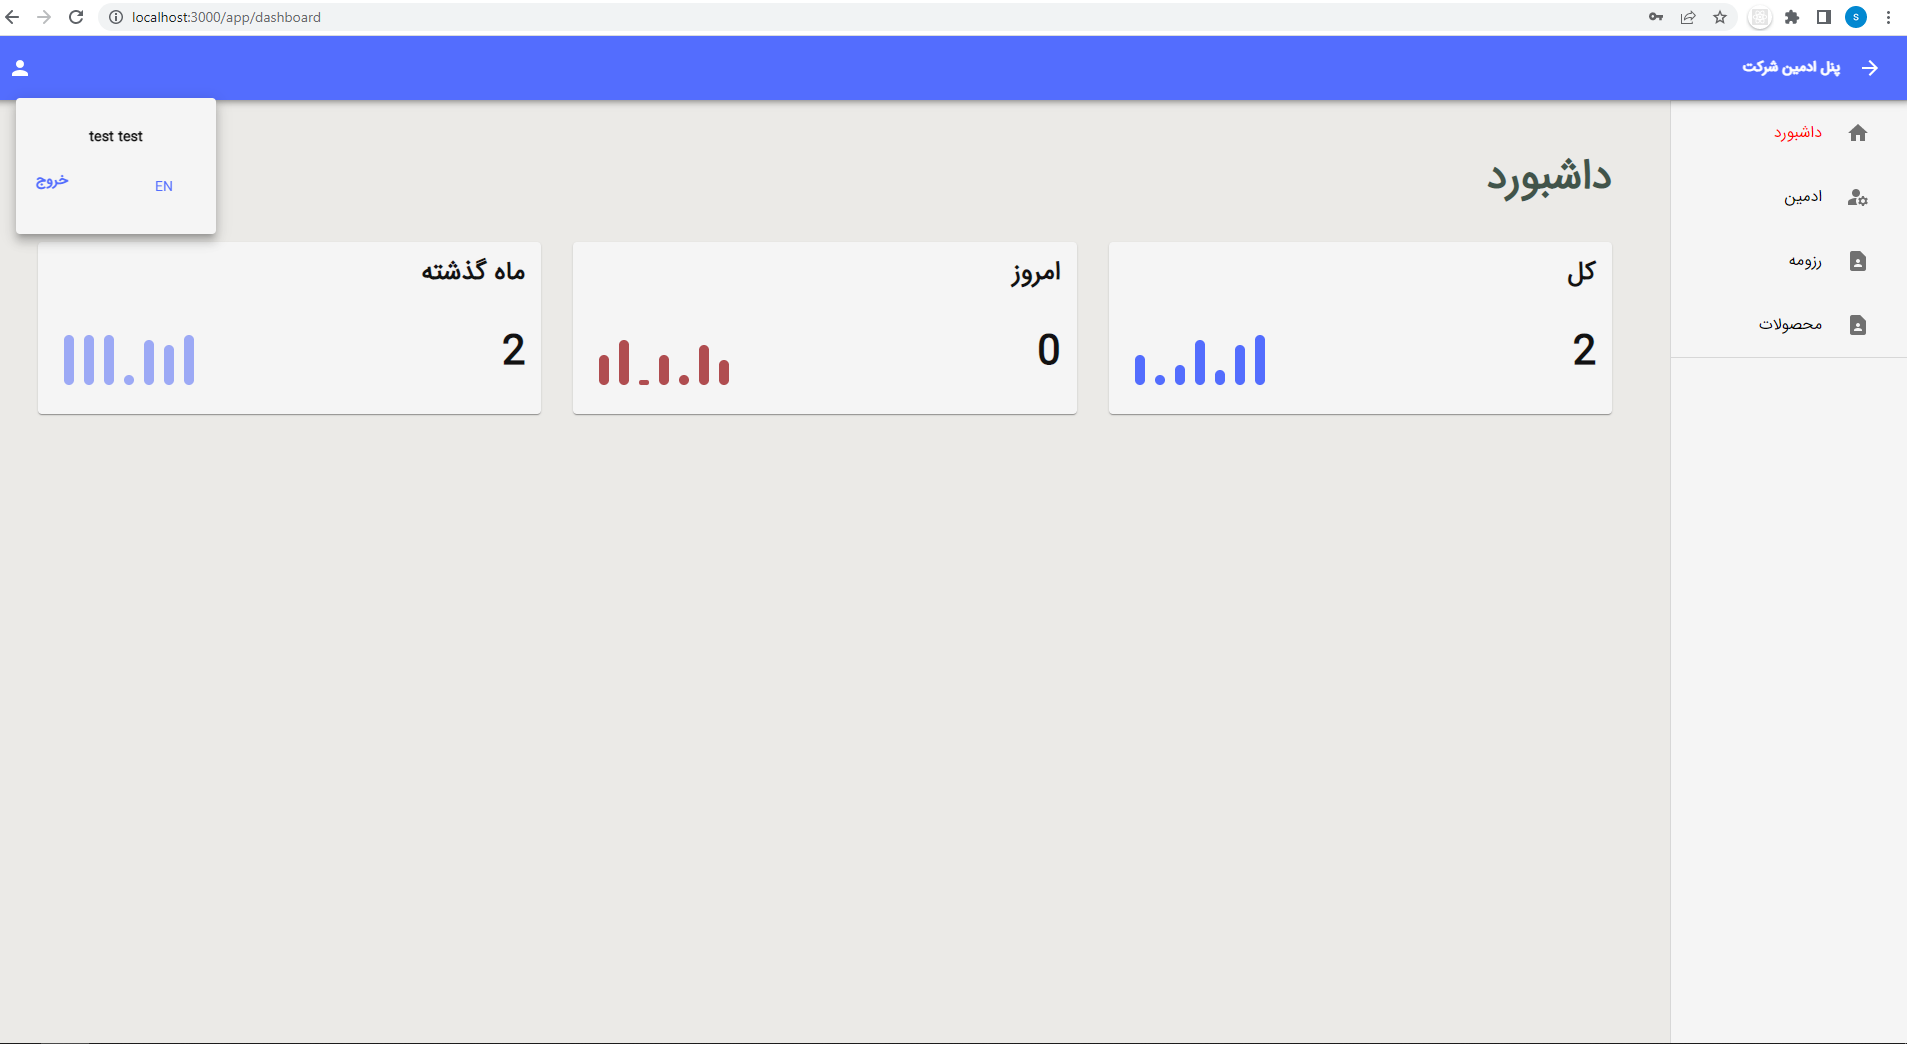 localhost:3000/app/dashboard
s
پنل ادمین شرکت
داشبورد
ادمین
رزومه
محصولات
test test
EN
خروج
داشبورد
کل
2
امروز
0
ماه گذشته
2